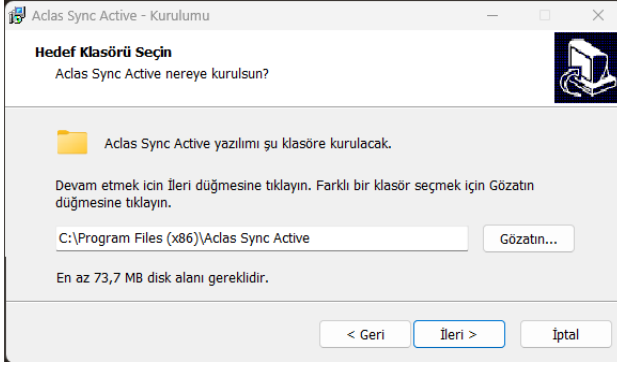 Aclas Sync Active - Kurulumu
Hedef Klasörü Seçin
Aclas Sync Active nereye kurulsun?
Aclas Sync Active yazılımı şu klasöre kurulacak.
Devam etmek icin İleri düğmesine tıklayın. Farklı bir klasör seçmek için Gözatın
düğmesine tıklayın.
C:\Program Files (x86)\Aclas Sync Active
Gözatın...
En az 73,7 MB disk alanı gereklidir.
< Geri
İleri >
İptal